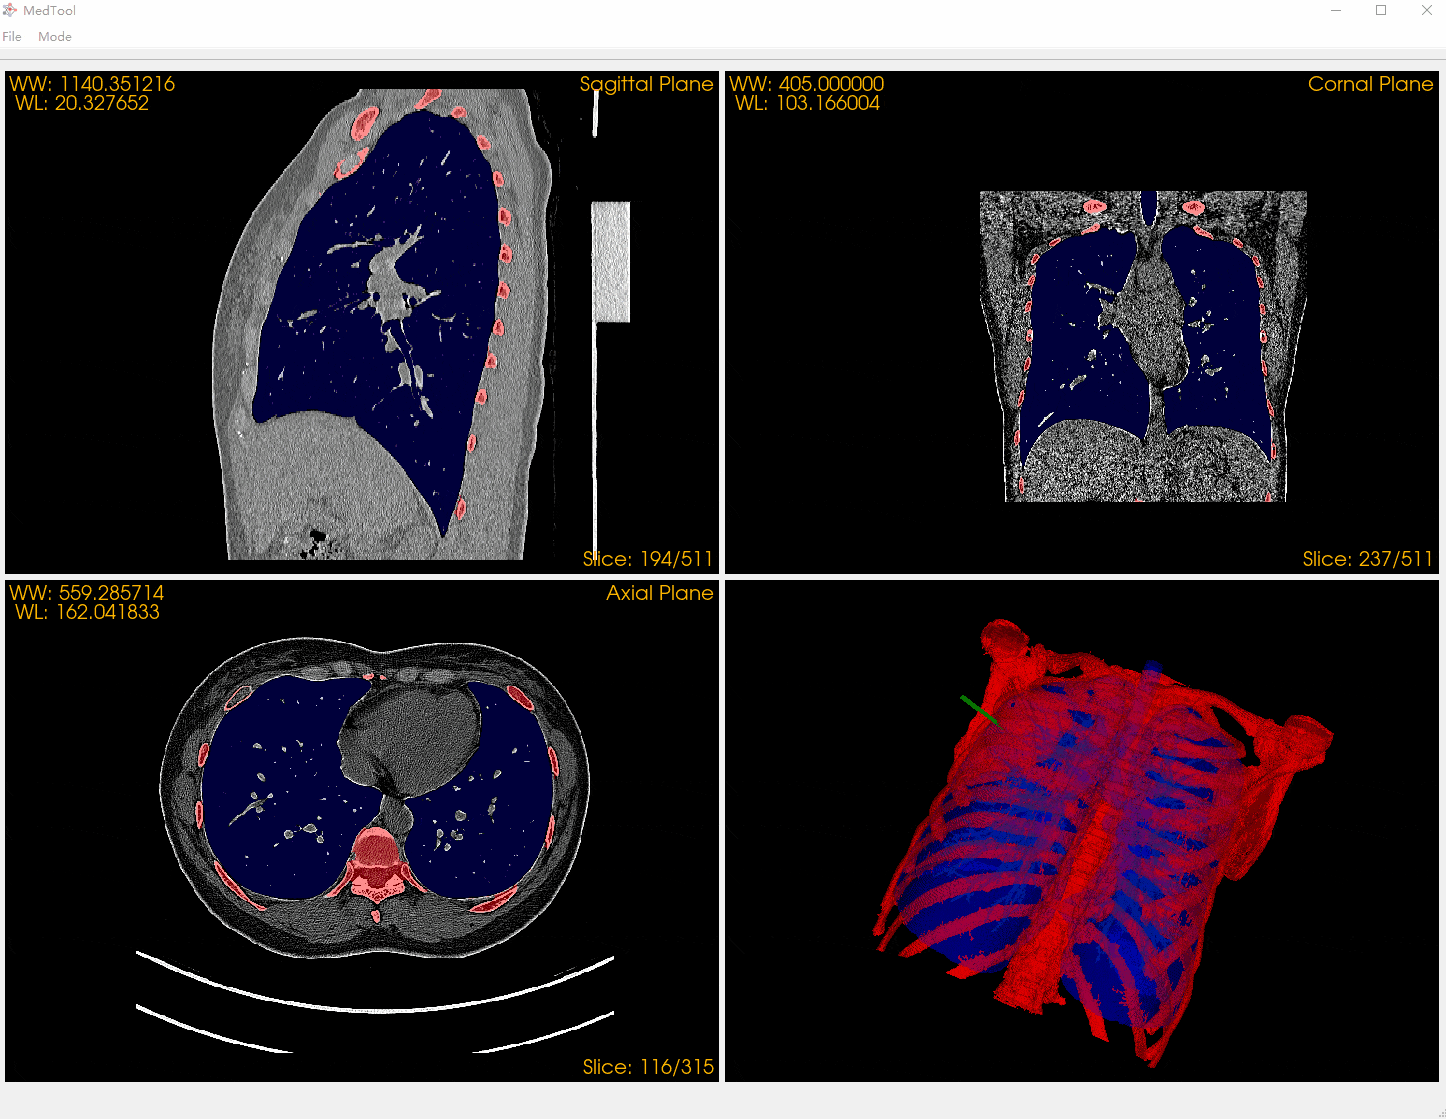 MedTool
File Mode
WW: 1140.351216
WL: 20.327652
Sagittal Plane
Slice: 194/511
WW: 405.000000
WL: 103.166004
Cornal Plane
Slice: 237/511
WW: 559.285714
WL: 162.041833
Axial Plane
Slice: 116/315